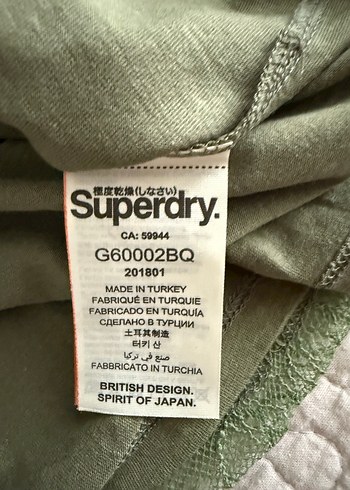 極度乾燥(しなさい)
Superdry.
CA: 59944
G60002BQ
201801
MADE IN TURKEY
FABRIQUÉ EN TURQUIE
FABRICADO EN TURQUÍA
СДЕЛАНО В ТУРЦИИ
土耳其制造
터키 산
صنع في تركيا
FABBRICATO IN TURCHIA
BRITISH DESIGN.
SPIRIT OF JAPAN.